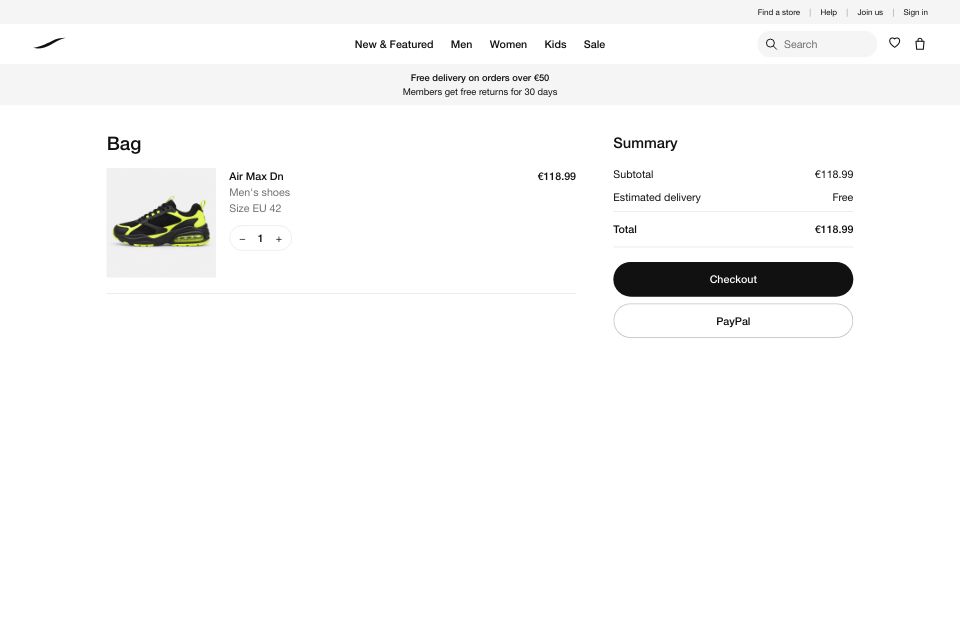 Find a store | Help | Join us | Sign in
New & Featured Men Women Kids Sale
Search
Free delivery on orders over €50
Members get free returns for 30 days
Bag
Air Max Dn €118.99
Men's shoes
Size EU 42
– 1 +
Summary
Subtotal €118.99
Estimated delivery Free
Total €118.99
Checkout
PayPal